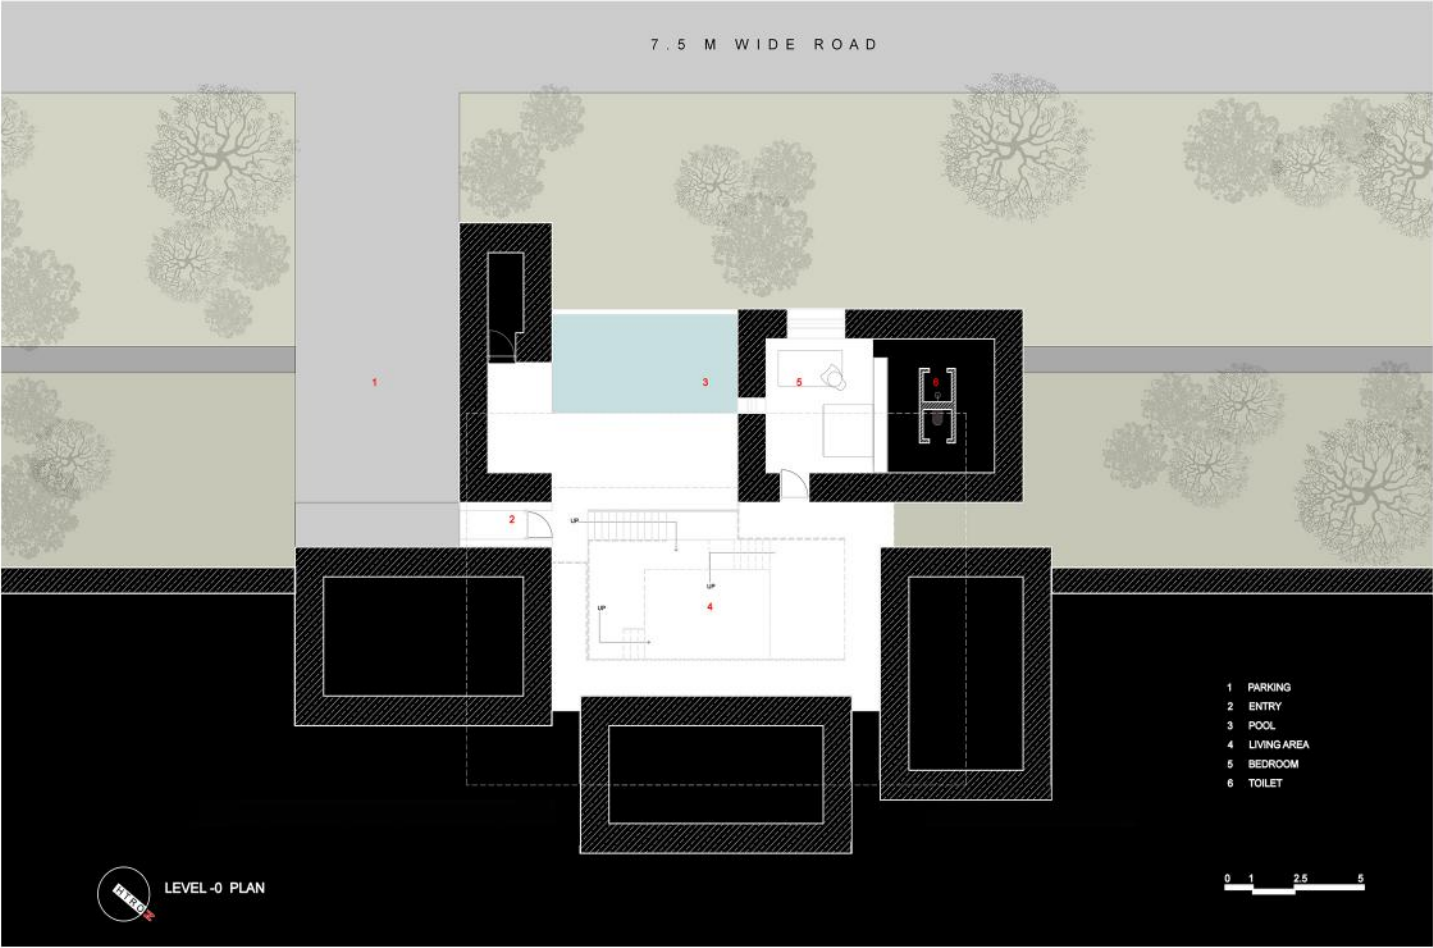 7.5 M WIDE ROAD
1
3
5
6
2
UP
UP
UP
4
1 PARKING
2 ENTRY
3 POOL
4 LIVING AREA
5 BEDROOM
6 TOILET
LEVEL -0 PLAN
HTRON
0 1 2.5 5